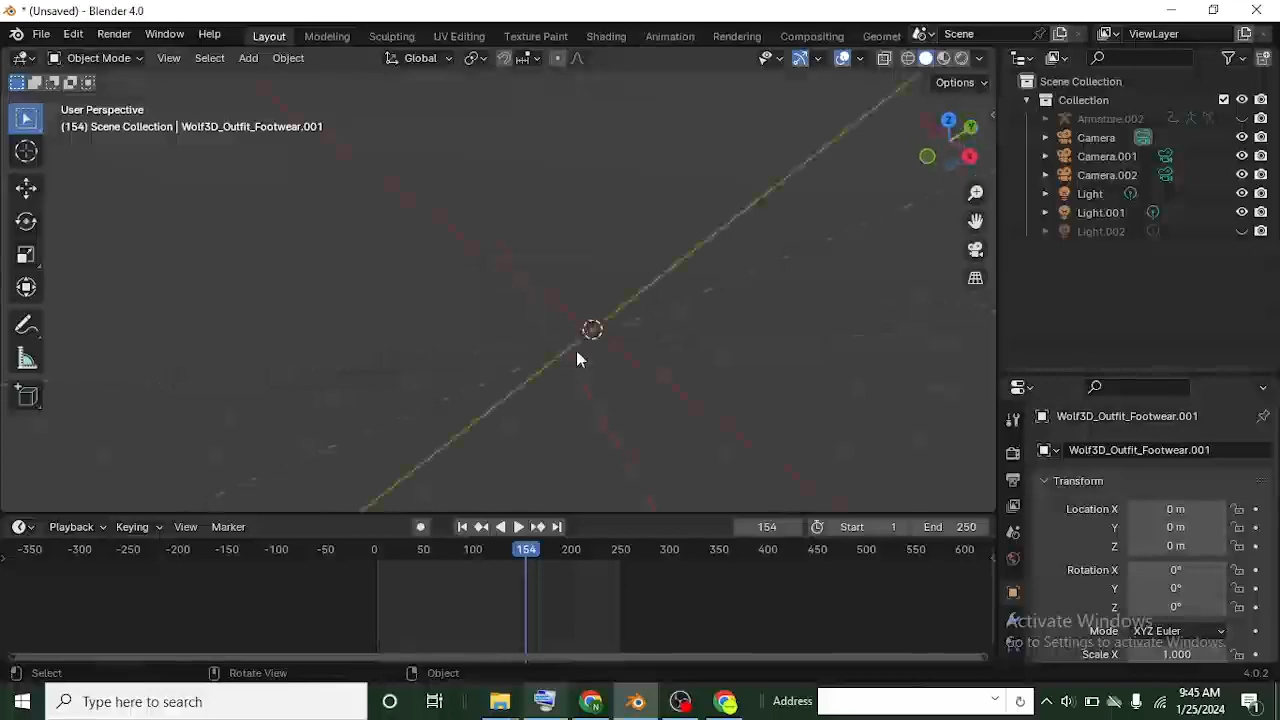 * (Unsaved) - Blender 4.0
File Edit Render Window Help Layout Modeling Sculpting UV Editing Texture Paint Shading Animation Rendering Compositing Geomet Scene ViewLayer
Object Mode View Select Add Object Global
Options
User Perspective
(154) Scene Collection | Wolf3D_Outfit_Footwear.001
Z
Y
X
Scene Collection
Collection
Armature.002
Camera
Camera.001
Camera.002
Light
Light.001
Light.002
Wolf3D_Outfit_Footwear.001
Wolf3D_Outfit_Footwear.001
Transform
Location X 0 m
Y 0 m
Z 0 m
Rotation X 0°
Y 0°
Z 0°
Mode XYZ Euler
Scale X 1.000
Playback Keying View Marker 154 Start 1 End 250
-350 -300 -250 -200 -150 -100 -50 0 50 100 154 200 250 300 350 400 450 500 550 600
Activate Windows
Go to Settings to activate Windows.
Select Rotate View Object 4.0.2
Type here to search Address 9:45 AM
1/25/2024
1